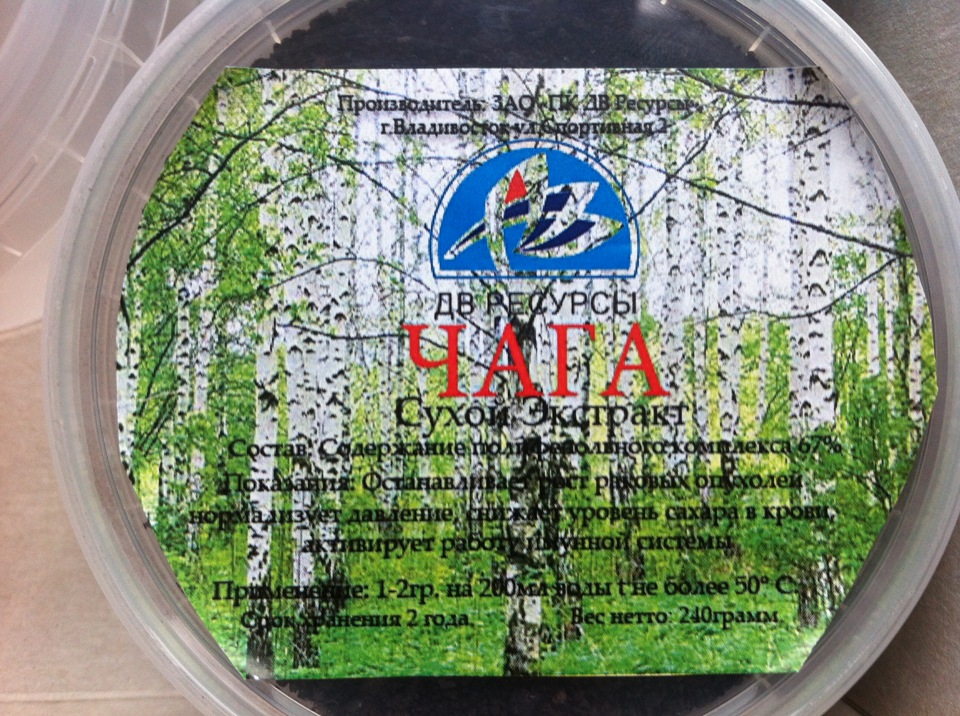 Производитель: ЗАО "ПК ДВ Ресурсы"
г.Владивосток ул.Спортивная 2
ДВ
ДВ РЕСУРСЫ
ЧАГА
Сухой Экстракт
Состав: Содержание полифенольного комплекса 67%
Показания: Останавливает рост раковых опухолей
нормализует давление, снижает уровень сахара в крови,
активирует работу имунной системы
Применение: 1-2гр. на 200мл воды t не более 50° С.
Срок хранения 2 года. Вес нетто: 240грамм